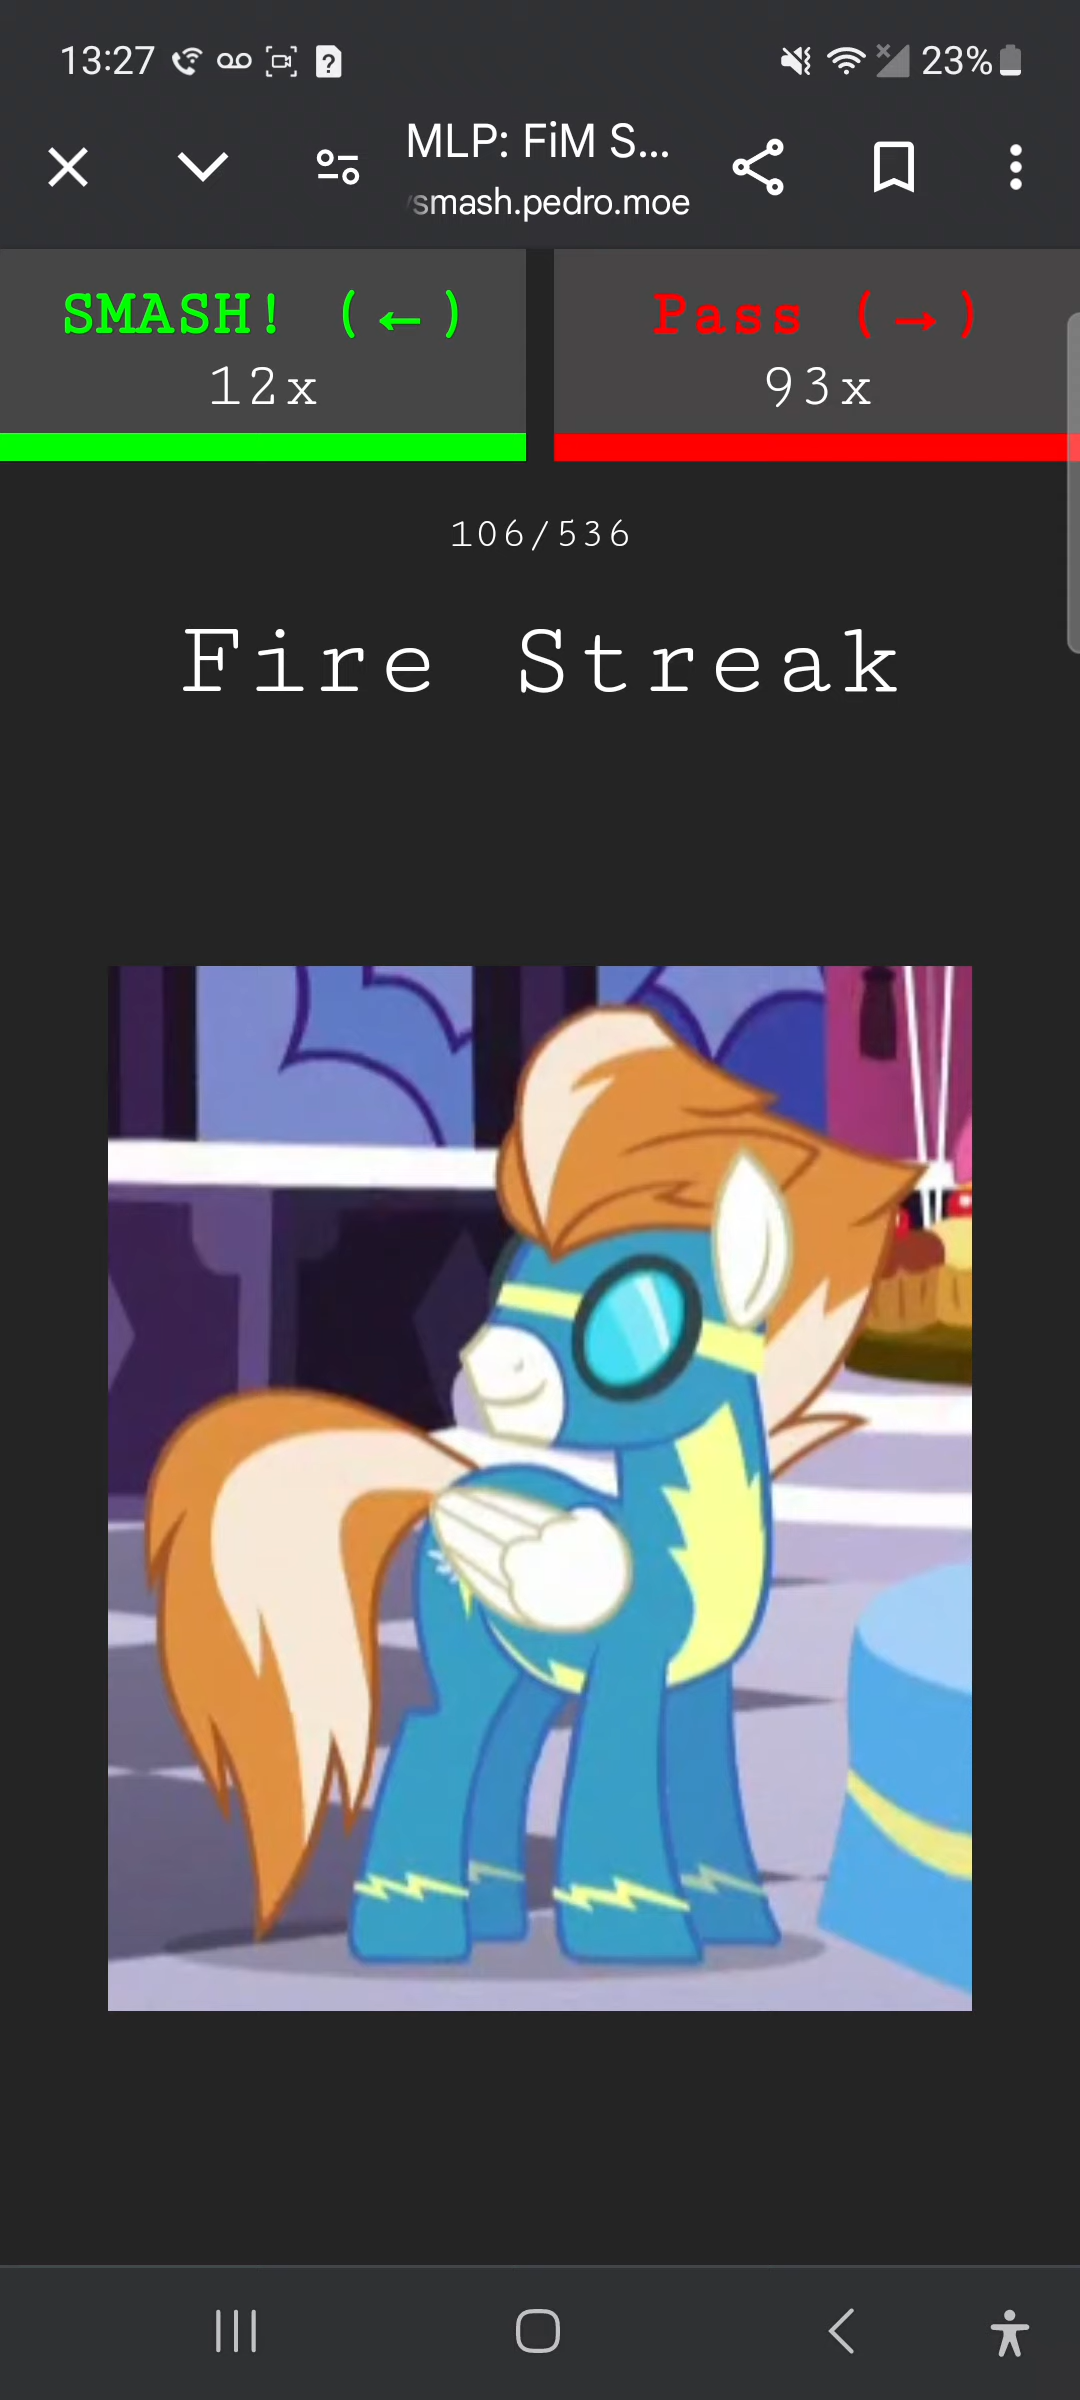 13:27
23%
MLP: FiM S...
smash.pedro.moe
SMASH! (←)
12x
Pass (→)
93x
106/536
Fire Streak